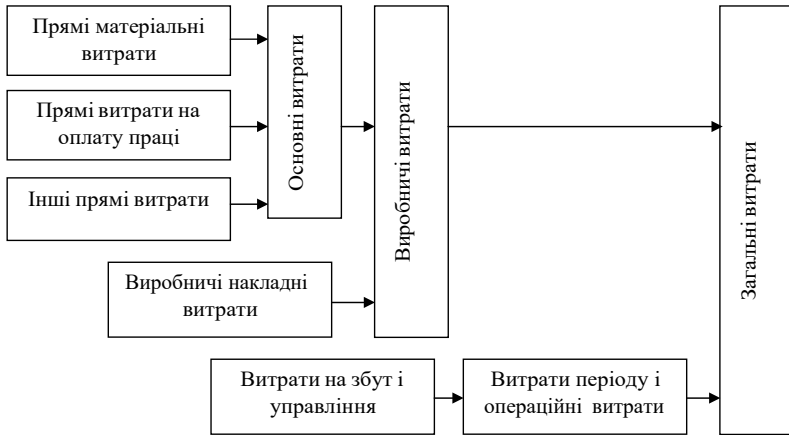 Прямі матеріальні
витрати
Прямі витрати на
оплату праці
Інші прямі витрати
Основні витрати
Виробничі накладні
витрати
Виробничі витрати
Витрати на збут і
управління
Витрати періоду і
операційні витрати
Загальні витрати